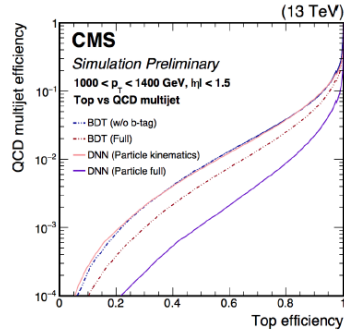 (13 TeV)
CMS
Simulation Preliminary
1000 < p_T < 1400 GeV, |η| < 1.5
Top vs QCD multijet
BDT (w/o b-tag)
BDT (Full)
DNN (Particle kinematics)
DNN (Particle full)
QCD multijet efficiency
1
10⁻¹
10⁻²
10⁻³
10⁻⁴
0 0.2 0.4 0.6 0.8 1
Top efficiency